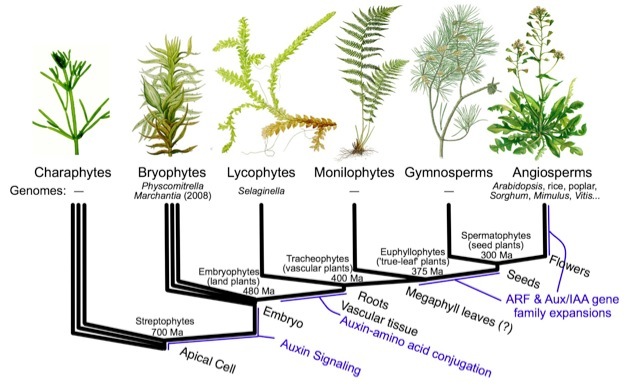 Charaphytes Bryophytes Lycophytes Monilophytes Gymnosperms Angiosperms
Genomes: — Physcomitrella Selaginella — — Arabidopsis, rice, poplar,
Marchantia (2008) Sorghum, Mimulus, Vitis...
Spermatophytes
(seed plants)
300 Ma
Euphyllophytes
('true-leaf' plants)
375 Ma
Tracheophytes
(vascular plants)
400 Ma
Embryophytes
(land plants)
480 Ma
Streptophytes
700 Ma
Flowers
Seeds
Megaphyll leaves (?)
ARF & Aux/IAA gene
family expansions
Roots
Vascular tissue
Auxin-amino acid conjugation
Embryo
Auxin Signaling
Apical Cell